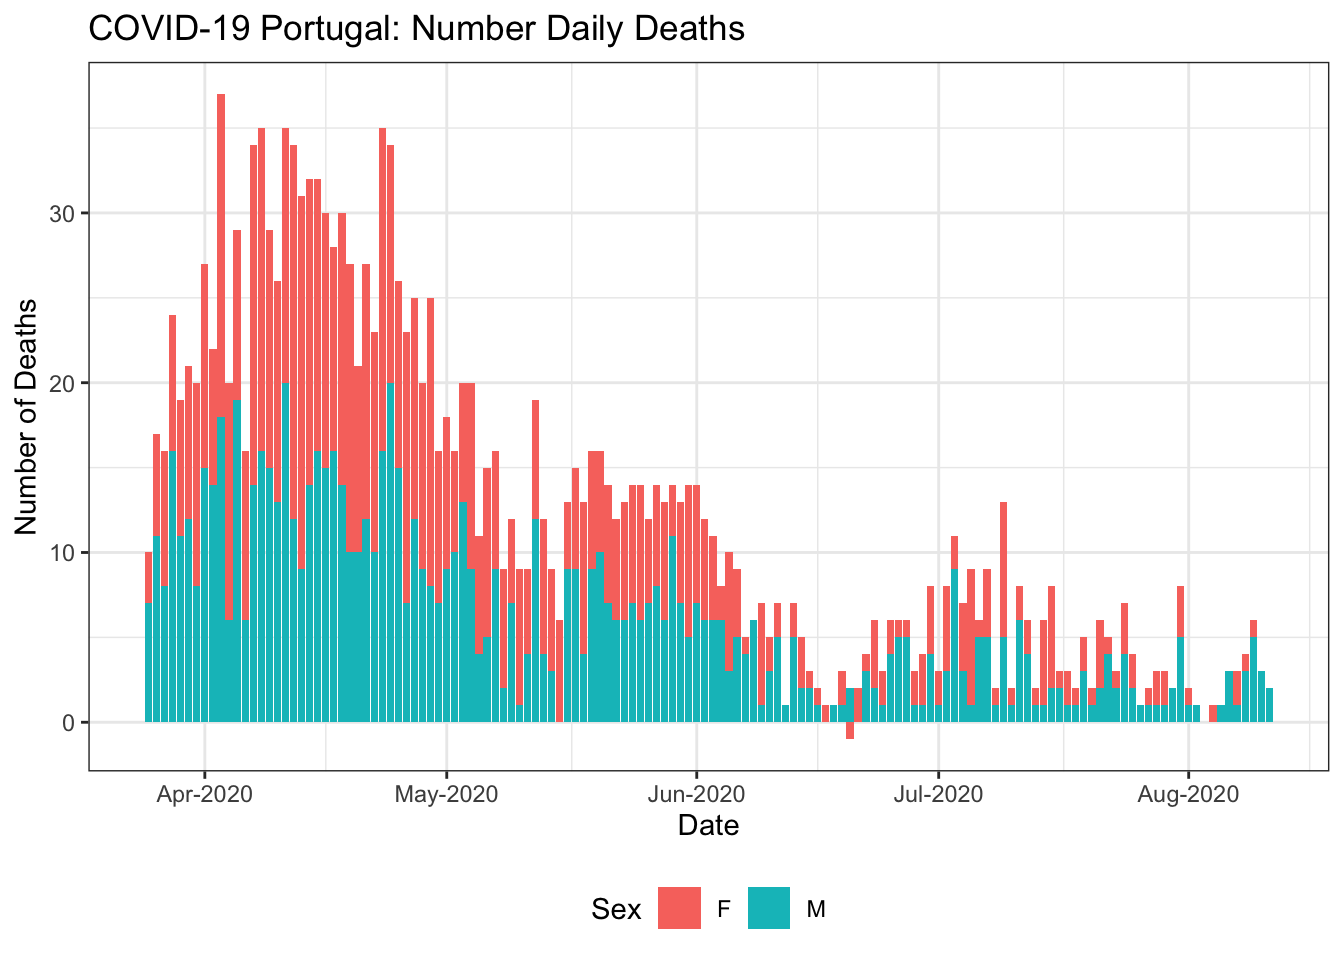 COVID-19 Portugal: Number Daily Deaths
Number of Deaths
30
20
10
0
Apr-2020 May-2020 Jun-2020 Jul-2020 Aug-2020
Date
Sex F M